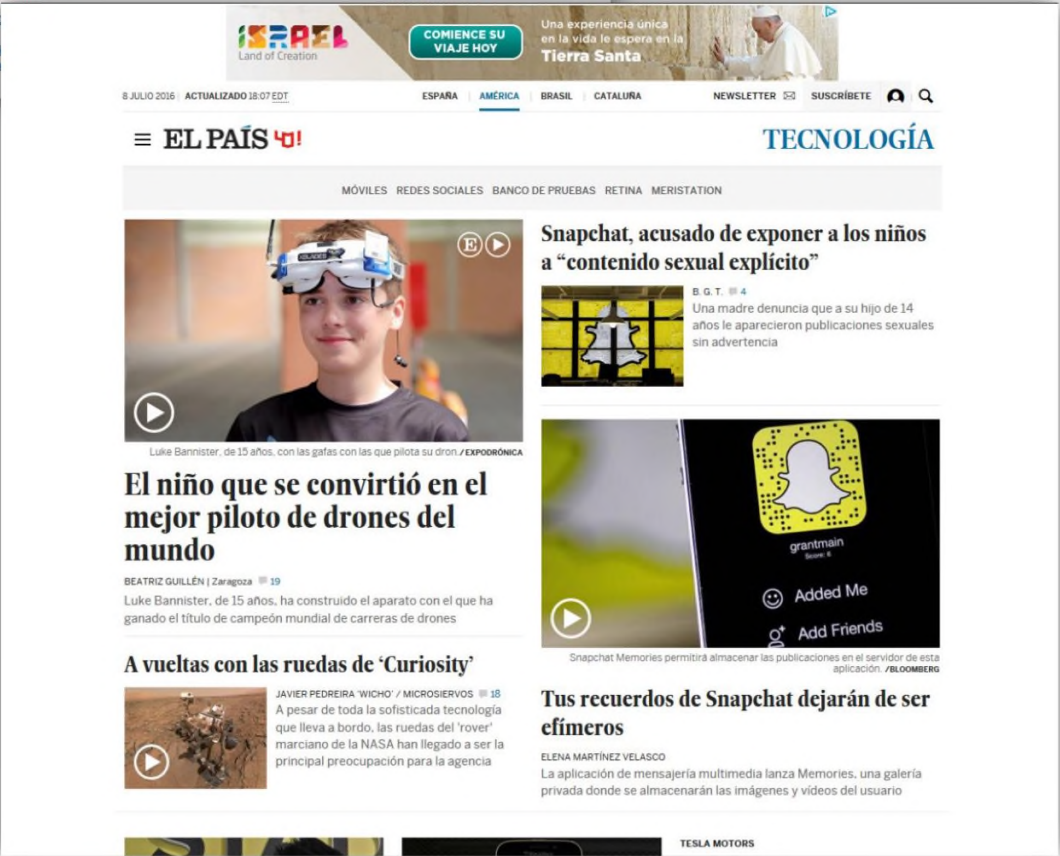 ISRAEL
Land of Creation
COMIENCE SU
VIAJE HOY
Una experiencia única
en la vida le espera en la
Tierra Santa
8 JULIO 2016 | ACTUALIZADO 18:07 EDT
ESPAÑA | AMÉRICA | BRASIL | CATALUÑA
NEWSLETTER SUSCRÍBETE
EL PAÍS 40!
TECNOLOGÍA
MÓVILES REDES SOCIALES BANCO DE PRUEBAS RETINA MERISTATION
E
Luke Bannister, de 15 años, con las gafas con las que pilota su dron. / EXPODRÓNICA
El niño que se convirtió en el
mejor piloto de drones del
mundo
BEATRIZ GUILLÉN | Zaragoza 19
Luke Bannister, de 15 años, ha construido el aparato con el que ha
ganado el título de campeón mundial de carreras de drones
A vueltas con las ruedas de ‘Curiosity’
JAVIER PEDREIRA 'WICHO' / MICROSIERVOS 18
A pesar de toda la sofisticada tecnología
que lleva a bordo, las ruedas del 'rover'
marciano de la NASA han llegado a ser la
principal preocupación para la agencia
Snapchat, acusado de exponer a los niños
a “contenido sexual explícito”
B. G. T. 4
Una madre denuncia que a su hijo de 14
años le aparecieron publicaciones sexuales
sin advertencia
grantmain
Score: 6
Added Me
Add Friends
Snapchat Memories permitirá almacenar las publicaciones en el servidor de esta
aplicación. / BLOOMBERG
Tus recuerdos de Snapchat dejarán de ser
efímeros
ELENA MARTÍNEZ VELASCO
La aplicación de mensajería multimedia lanza Memories, una galería
privada donde se almacenarán las imágenes y vídeos del usuario
TESLA MOTORS